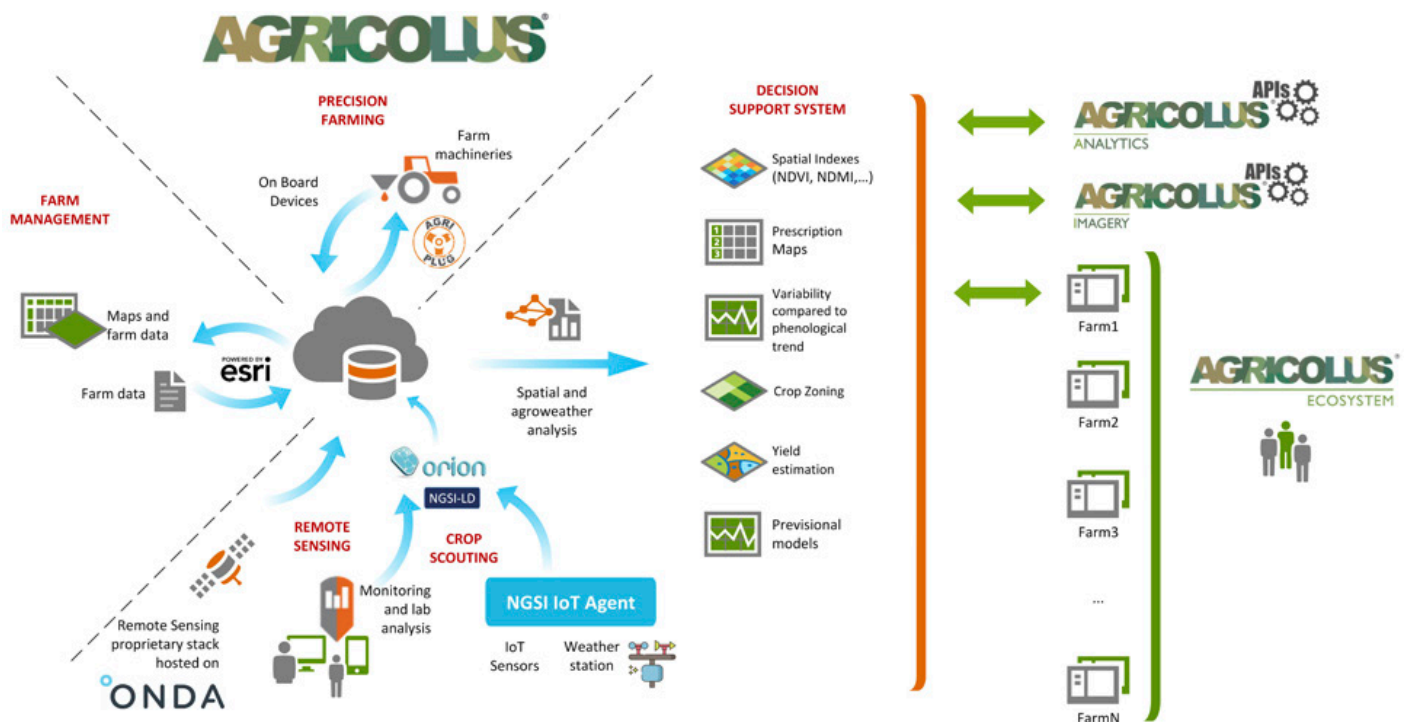 AGRICOLUS®
PRECISION
FARMING
Farm
machineries
On Board
Devices
AGRI
PLUG
FARM
MANAGEMENT
Maps and
farm data
POWERED BY
esri
Farm data
Spatial and
agroweather
analysis
orion
NGSI-LD
REMOTE
SENSING
CROP
SCOUTING
Monitoring
and lab
analysis
NGSI IoT Agent
IoT
Sensors
Weather
station
Remote Sensing
proprietary stack
hosted on
ONDA
DECISION
SUPPORT SYSTEM
Spatial Indexes
(NDVI, NDMI,...)
1
2
3
Prescription
Maps
Variability
compared to
phenological
trend
Crop Zoning
Yield
estimation
Previsional
models
APIs
AGRICOLUS®
ANALYTICS
APIs
AGRICOLUS®
IMAGERY
Farm1
Farm2
Farm3
...
FarmN
AGRICOLUS®
ECOSYSTEM